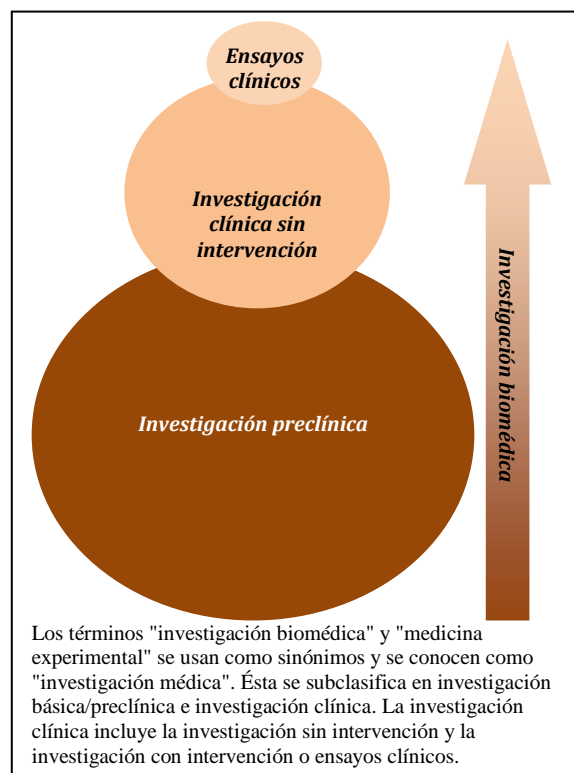 Ensayos
clínicos
Investigación
clínica sin
intervención
Investigación preclínica
Investigación biomédica
Los términos "investigación biomédica" y "medicina
experimental" se usan como sinónimos y se conocen como
"investigación médica". Ésta se subclasifica en investigación
básica/preclínica e investigación clínica. La investigación
clínica incluye la investigación sin intervención y la
investigación con intervención o ensayos clínicos.